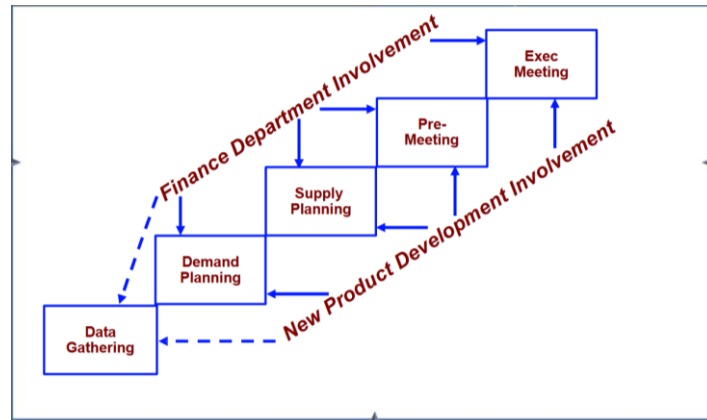 Finance Department Involvement
Exec
Meeting
Pre-
Meeting
Supply
Planning
Demand
Planning
Data
Gathering
New Product Development Involvement